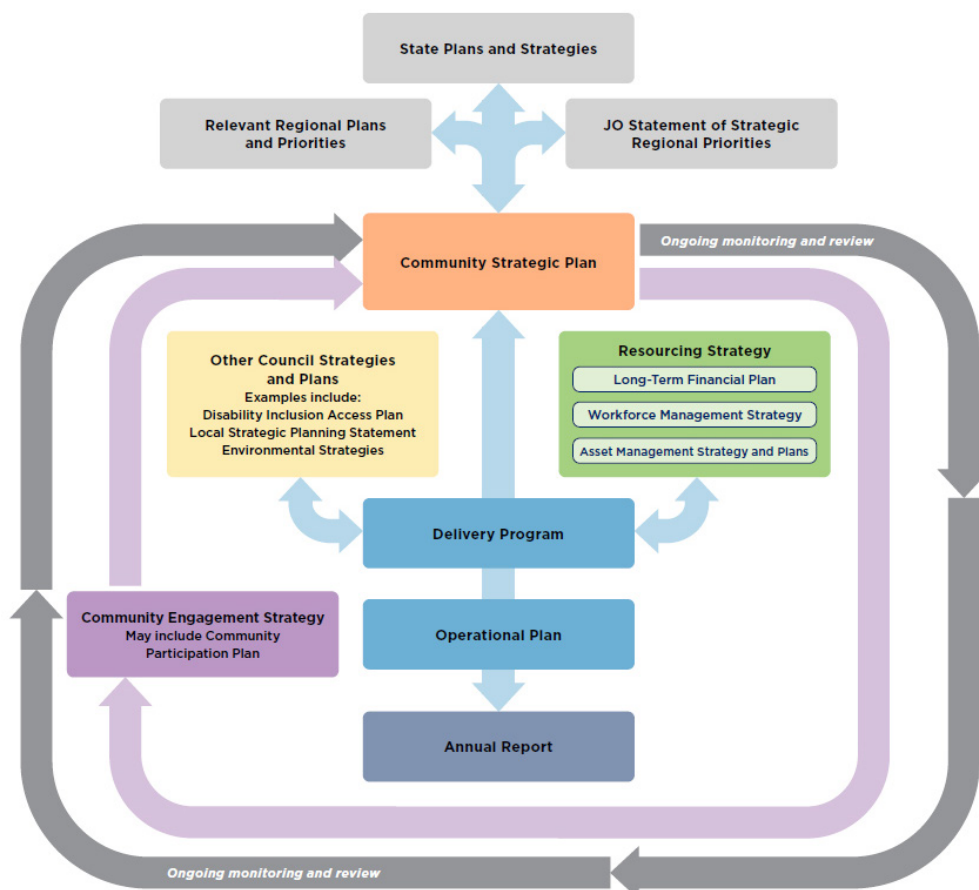 State Plans and Strategies
Relevant Regional Plans
and Priorities
JO Statement of Strategic
Regional Priorities
Ongoing monitoring and review
Community Strategic Plan
Other Council Strategies
and Plans
Examples include:
Disability Inclusion Access Plan
Local Strategic Planning Statement
Environmental Strategies
Resourcing Strategy
Long-Term Financial Plan
Workforce Management Strategy
Asset Management Strategy and Plans
Delivery Program
Community Engagement Strategy
May include Community
Participation Plan
Operational Plan
Annual Report
Ongoing monitoring and review